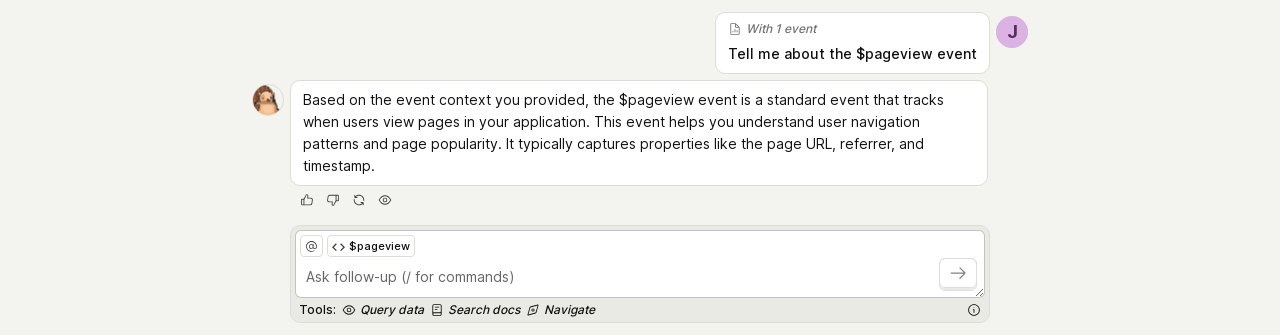 With 1 event
J
Tell me about the $pageview event
Based on the event context you provided, the $pageview event is a standard event that tracks
when users view pages in your application. This event helps you understand user navigation
patterns and page popularity. It typically captures properties like the page URL, referrer, and
timestamp.
@ $pageview
Ask follow-up (/ for commands)
Tools: Query data Search docs Navigate